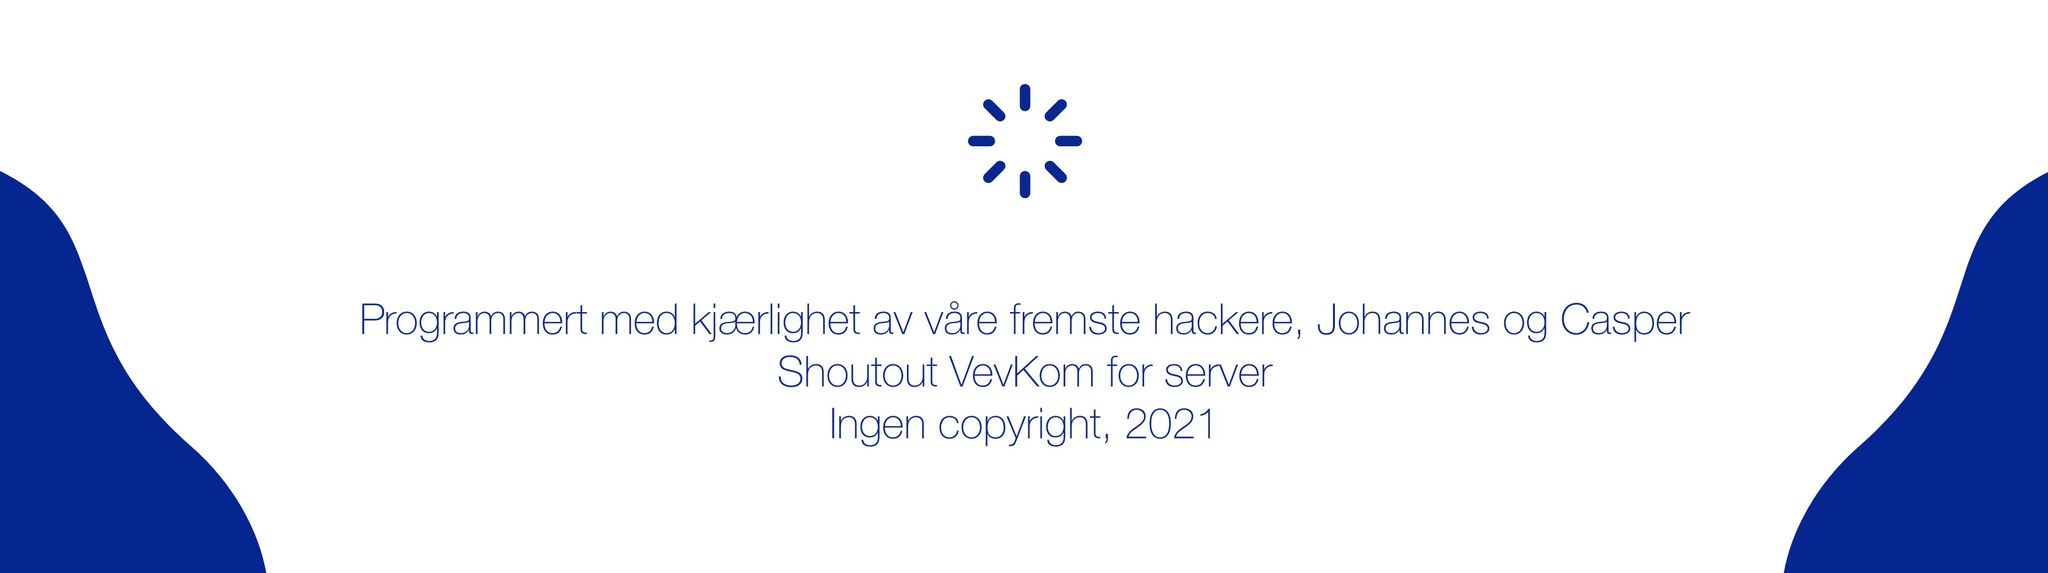 Programmert med kjærlighet av våre fremste hackere, Johannes og Casper
Shoutout VevKom for server
Ingen copyright, 2021